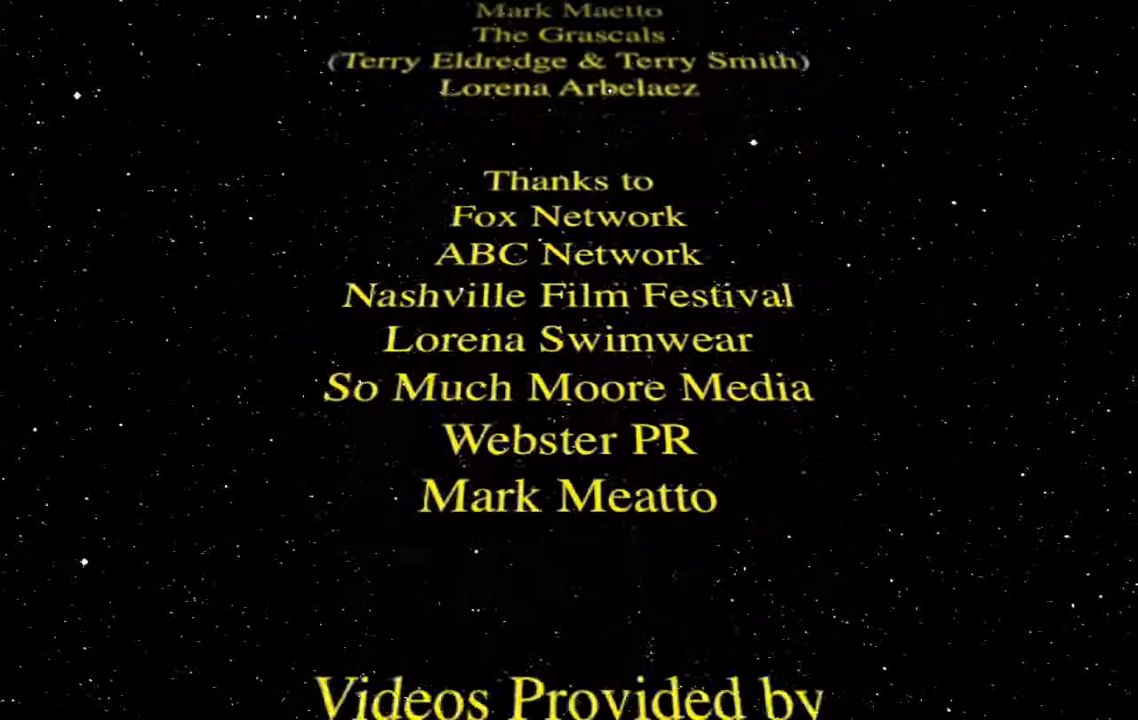 Mark Maetto
The Grascals
(Terry Eldredge & Terry Smith)
Lorena Arbelaez
Thanks to
Fox Network
ABC Network
Nashville Film Festival
Lorena Swimwear
So Much Moore Media
Webster PR
Mark Meatto
Videos Provided by